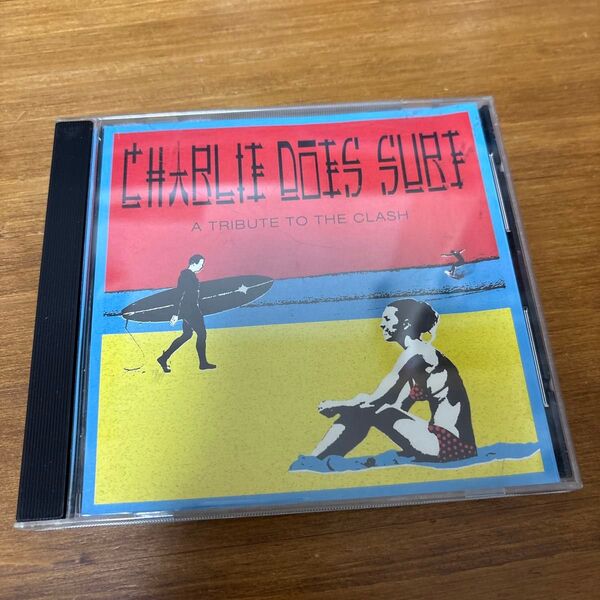 CHARLIE DOES SURF
A TRIBUTE TO THE CLASH